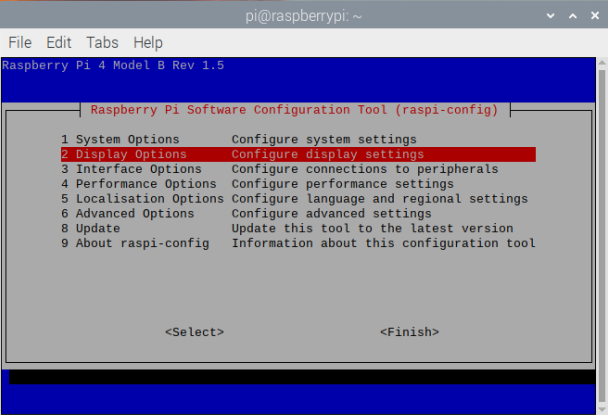 pi@raspberrypi: ~
File Edit Tabs Help
Raspberry Pi 4 Model B Rev 1.5
Raspberry Pi Software Configuration Tool (raspi-config)
1 System Options Configure system settings
2 Display Options Configure display settings
3 Interface Options Configure connections to peripherals
4 Performance Options Configure performance settings
5 Localisation Options Configure language and regional settings
6 Advanced Options Configure advanced settings
8 Update Update this tool to the latest version
9 About raspi-config Information about this configuration tool
<Select> <Finish>